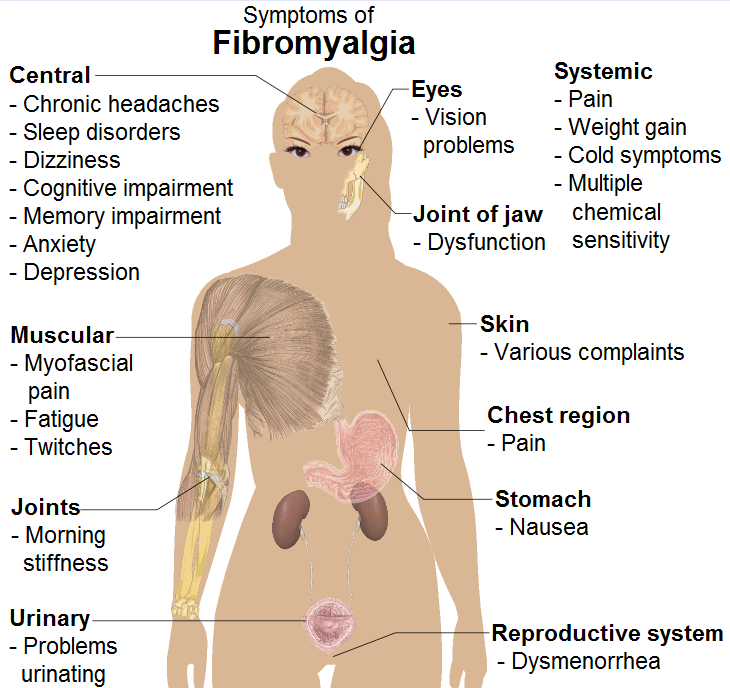 Symptoms of
Fibromyalgia
Central
- Chronic headaches
- Sleep disorders
- Dizziness
- Cognitive impairment
- Memory impairment
- Anxiety
- Depression
Eyes
- Vision
problems
Systemic
- Pain
- Weight gain
- Cold symptoms
- Multiple
chemical
sensitivity
Joint of jaw
- Dysfunction
Muscular
- Myofascial
pain
- Fatigue
- Twitches
Skin
- Various complaints
Chest region
- Pain
Joints
- Morning
stiffness
Stomach
- Nausea
Urinary
- Problems
urinating
Reproductive system
- Dysmenorrhea